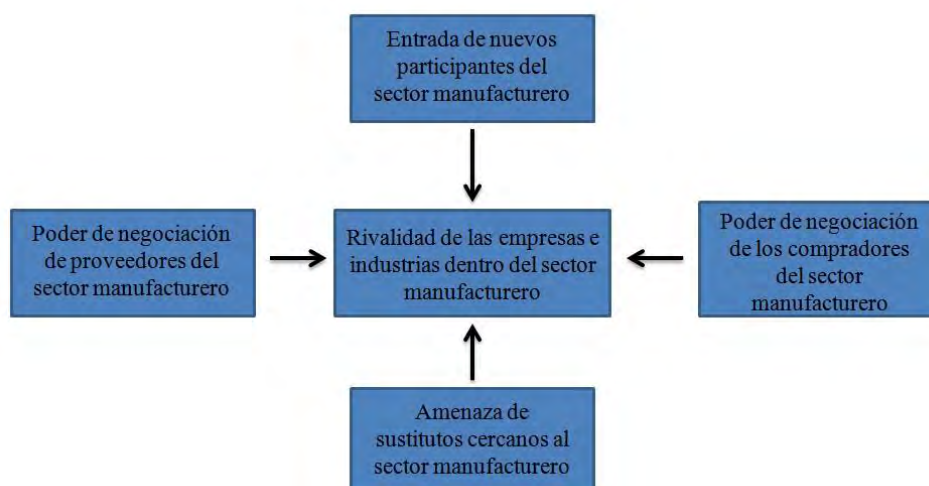 Entrada de nuevos
participantes del
sector manufacturero
Poder de negociación
de proveedores del
sector manufacturero
Rivalidad de las empresas e
industrias dentro del sector
manufacturero
Poder de negociación
de los compradores
del sector
manufacturero
Amenaza de
sustitutos cercanos al
sector manufacturero